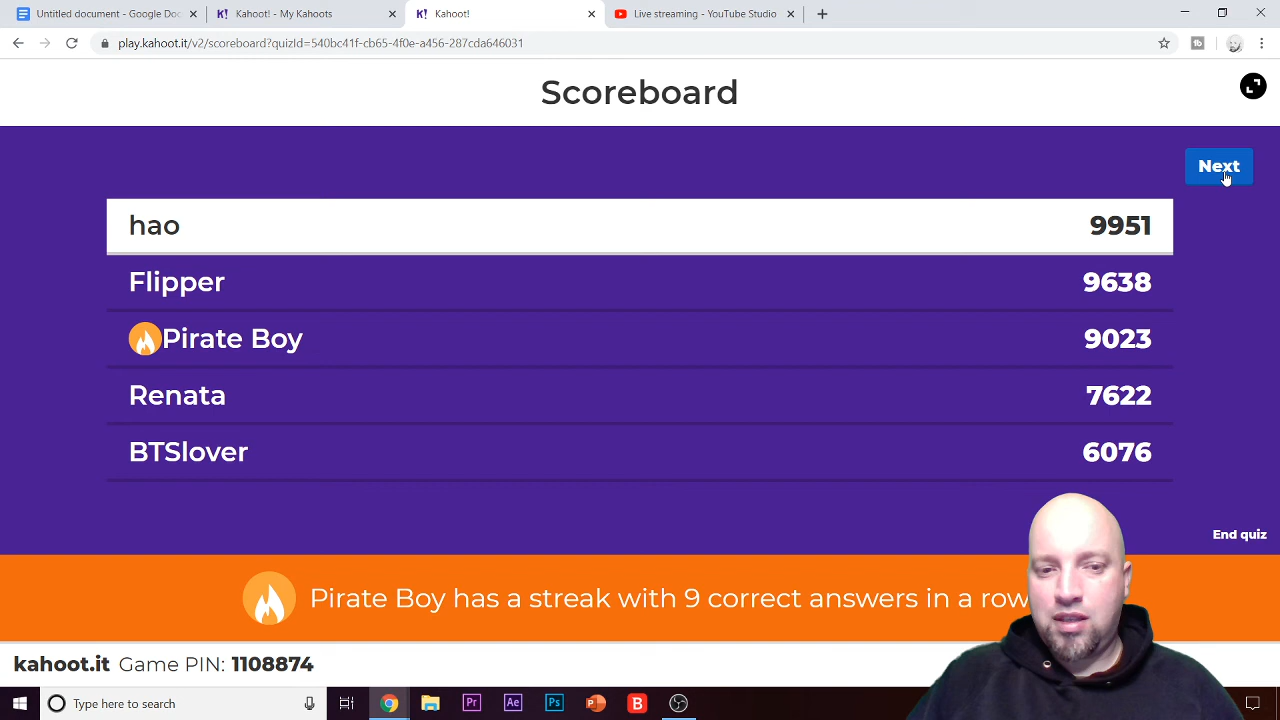 Untitled document - Google Doc
K! Kahoot! - My Kahoots
K! Kahoot!
Live streaming - YouTube Studio
play.kahoot.it/v2/scoreboard?quizId=540bc41f-cb65-4f0e-a456-287cda646031
Scoreboard
Next
hao 9951
Flipper 9638
Pirate Boy 9023
Renata 7622
BTSlover 6076
End quiz
Pirate Boy has a streak with 9 correct answers in a row
kahoot.it Game PIN: 1108874
Type here to search
Pr
Ae
Ps
P
B